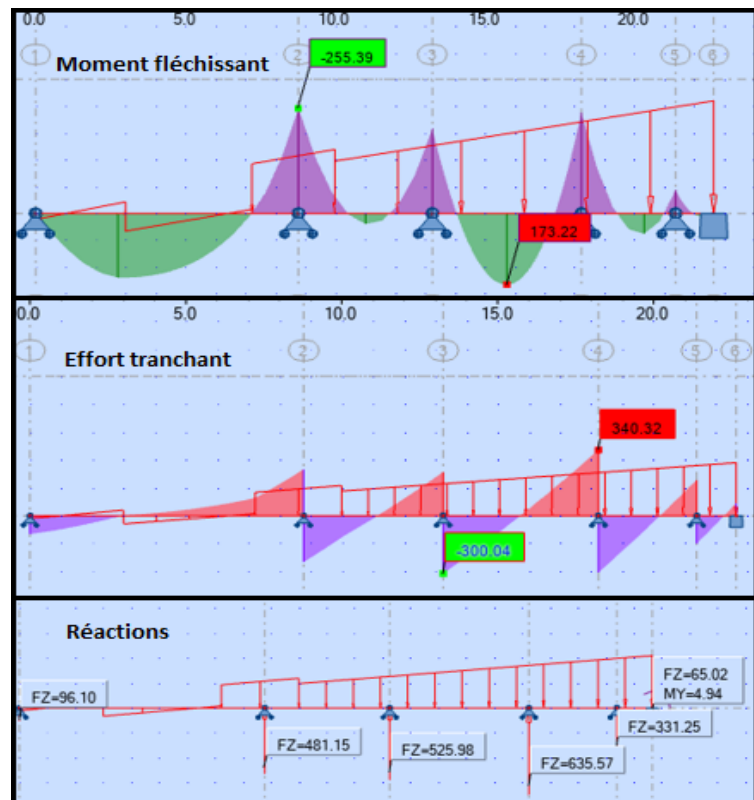 0.0 5.0 10.0 15.0 20.0
1 2 3 4 5 6
-255.39
Moment fléchissant
173.22
0.0 5.0 10.0 15.0 20.0
1 2 3 4 5 6
Effort tranchant
340.32
-300.04
Réactions
FZ=96.10
FZ=65.02
MY=4.94
FZ=331.25
FZ=481.15
FZ=525.98
FZ=635.57